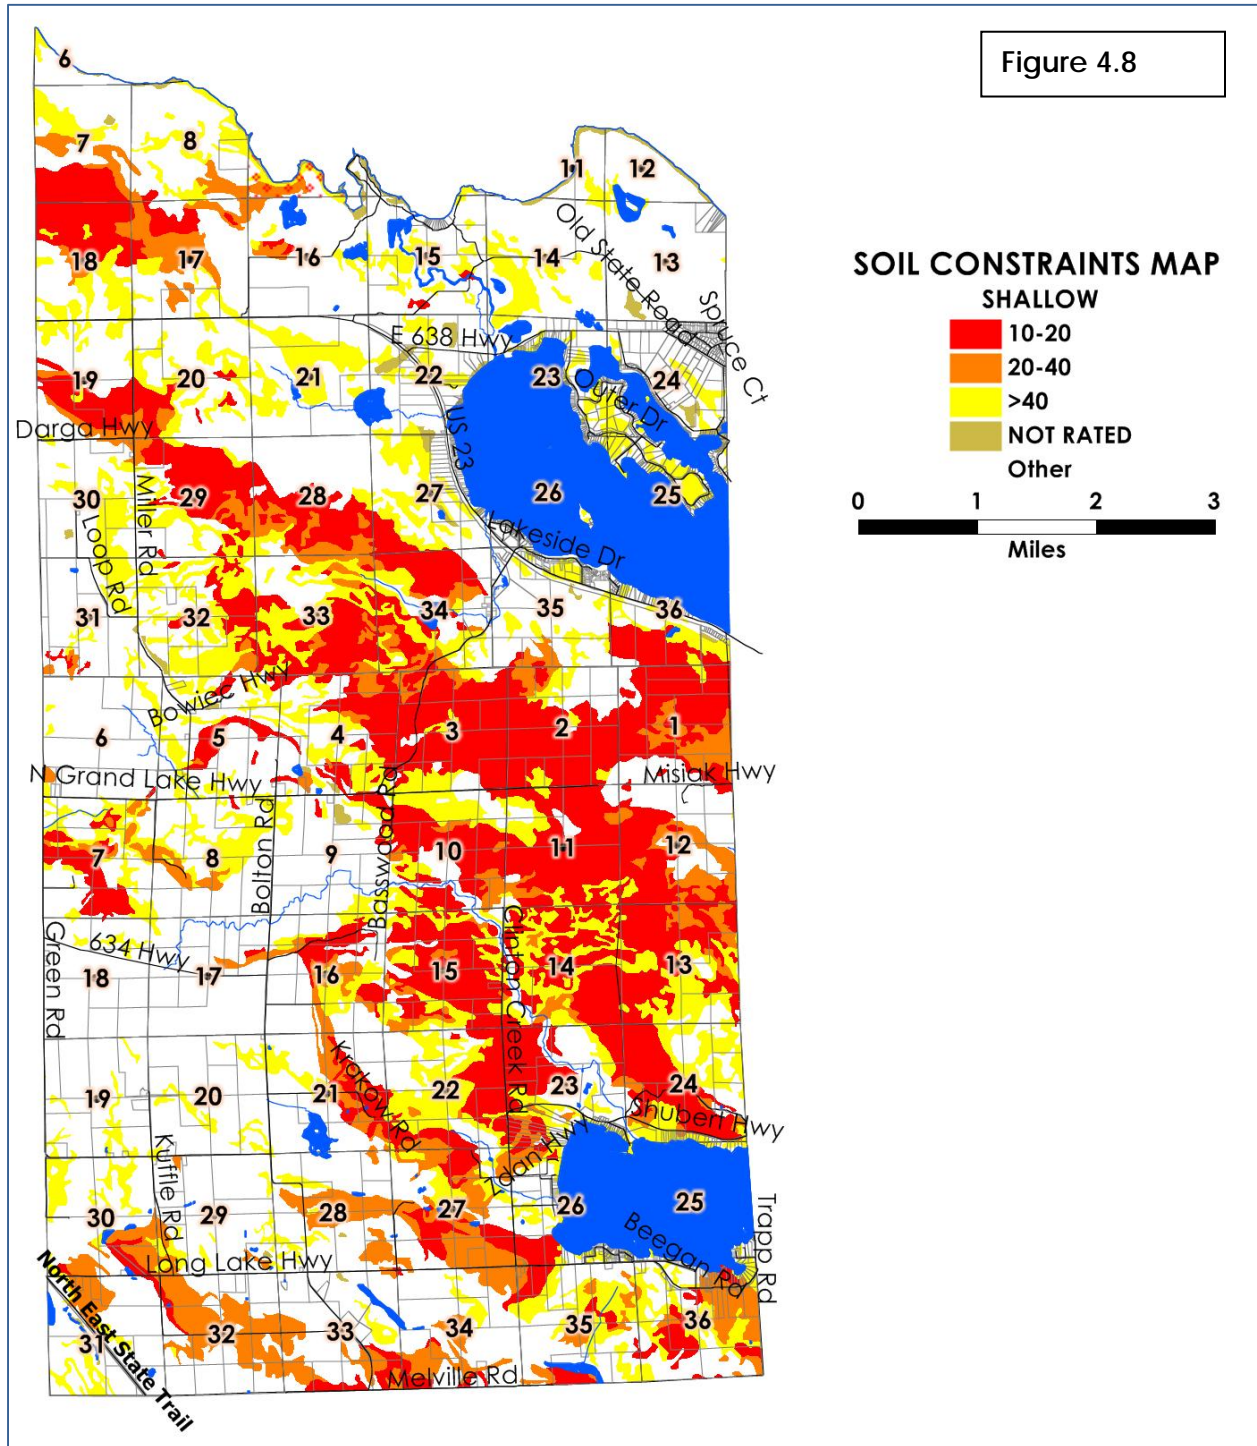 Figure 4.8
SOIL CONSTRAINTS MAP
SHALLOW
10-20
20-40
>40
NOT RATED
Other
0 1 2 3
Miles
6
7
8
11
12
18
17
16
15
14
13
Old State Road
Spruce Ct
E 638 Hwy
19
20
21
22
23
24
Outer Dr
US 23
Darga Hwy
30
29
28
27
26
25
Miller Rd
Loop Rd
Lakeside Dr
31
32
33
34
35
36
Bowiec Hwy
6
5
4
3
2
1
N Grand Lake Hwy
Misiak Hwy
7
8
9
10
11
12
Bolton Rd
Basswood Rd
Green Rd
634 Hwy
18
17
16
15
14
13
Clinton Creek Rd
Krakow Rd
19
20
21
22
23
24
Shubert Hwy
Zdan Hwy
Kuffle Rd
30
29
28
27
26
25
Beegan Rd
Trapp Rd
Long Lake Hwy
North East State Trail
31
32
33
34
35
36
Melville Rd